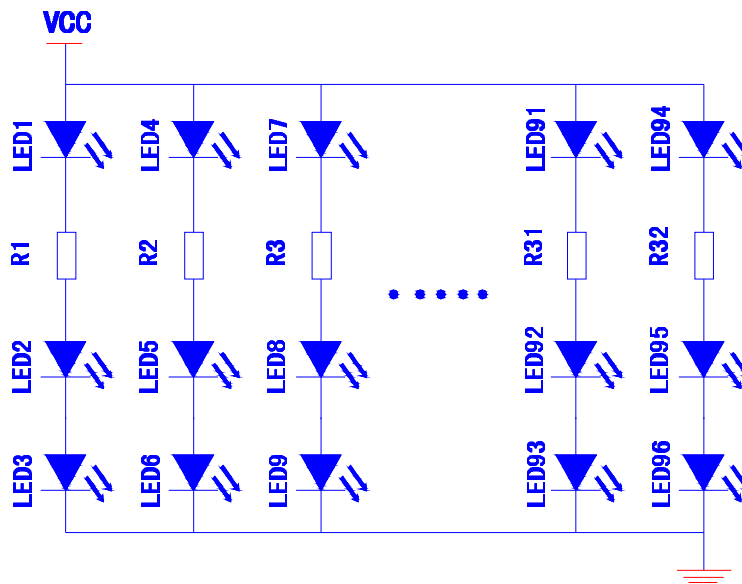 VCC
LED1 LED4 LED7 LED91 LED94
R1 R2 R3 R31 R32
LED2 LED5 LED8 LED92 LED95
LED3 LED6 LED9 LED93 LED96